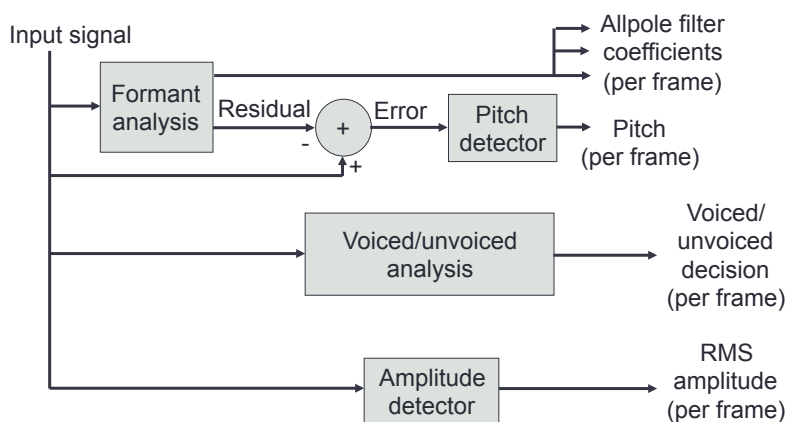 Input signal
Formant
analysis
Allpole filter
coefficients
(per frame)
Residual
-
+
+
Error
Pitch
detector
Pitch
(per frame)
Voiced/unvoiced
analysis
Voiced/
unvoiced
decision
(per frame)
Amplitude
detector
RMS
amplitude
(per frame)